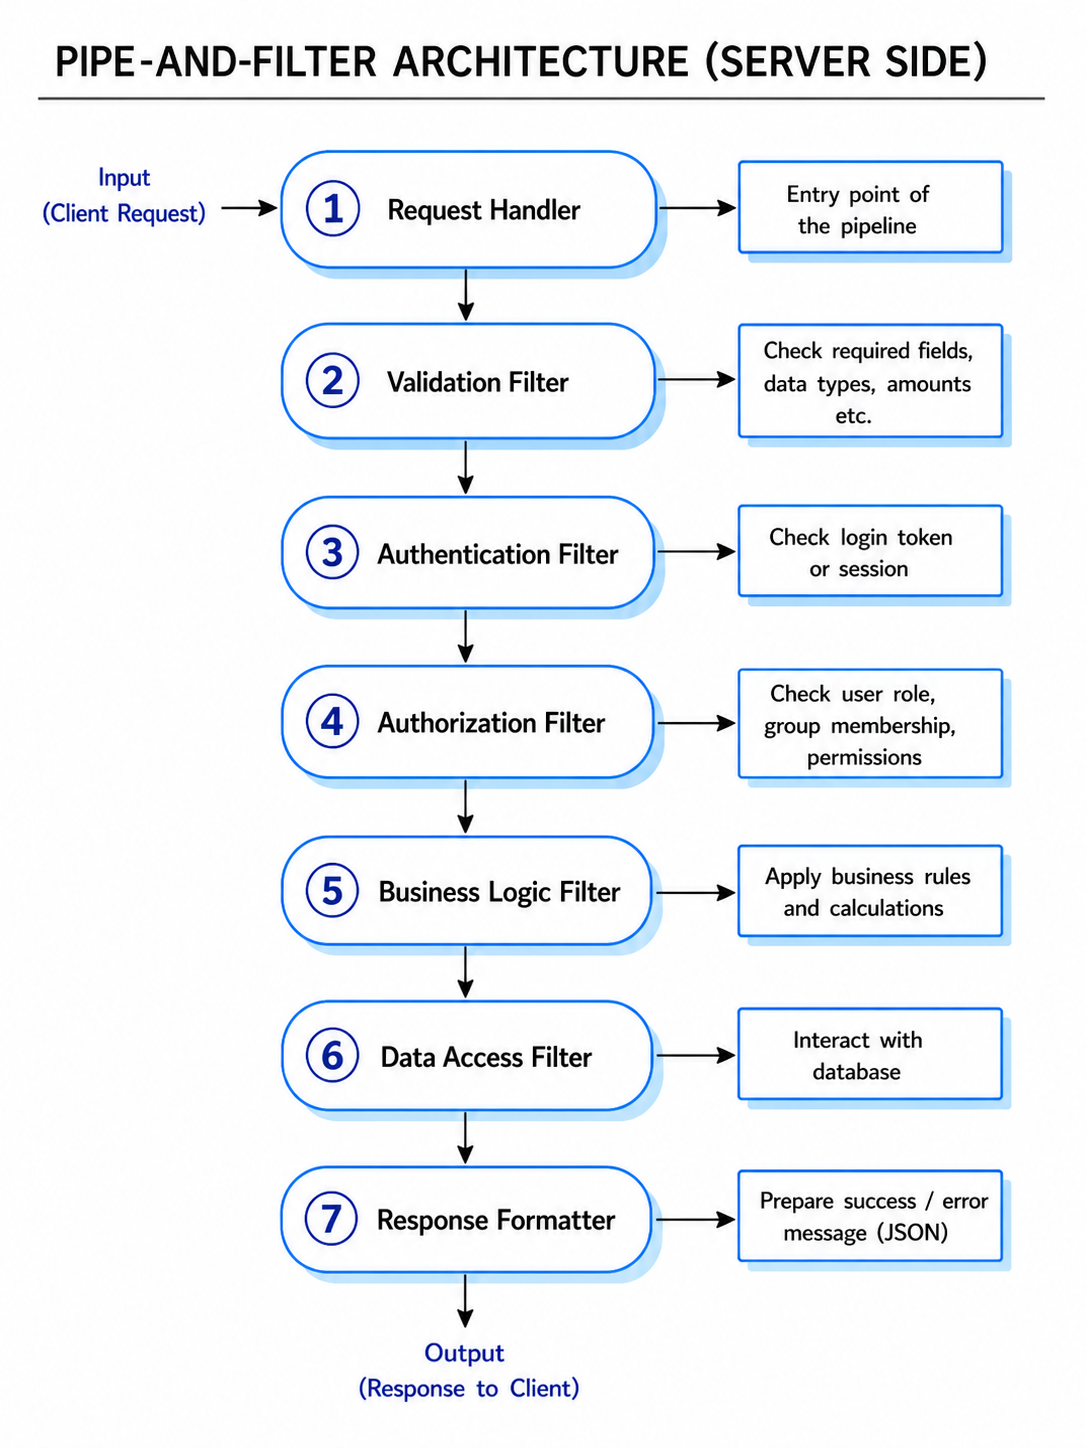 PIPE-AND-FILTER ARCHITECTURE (SERVER SIDE)
Input
(Client Request)
1 Request Handler
Entry point of
the pipeline
2 Validation Filter
Check required fields,
data types, amounts
etc.
3 Authentication Filter
Check login token
or session
4 Authorization Filter
Check user role,
group membership,
permissions
5 Business Logic Filter
Apply business rules
and calculations
6 Data Access Filter
Interact with
database
7 Response Formatter
Prepare success / error
message (JSON)
Output
(Response to Client)